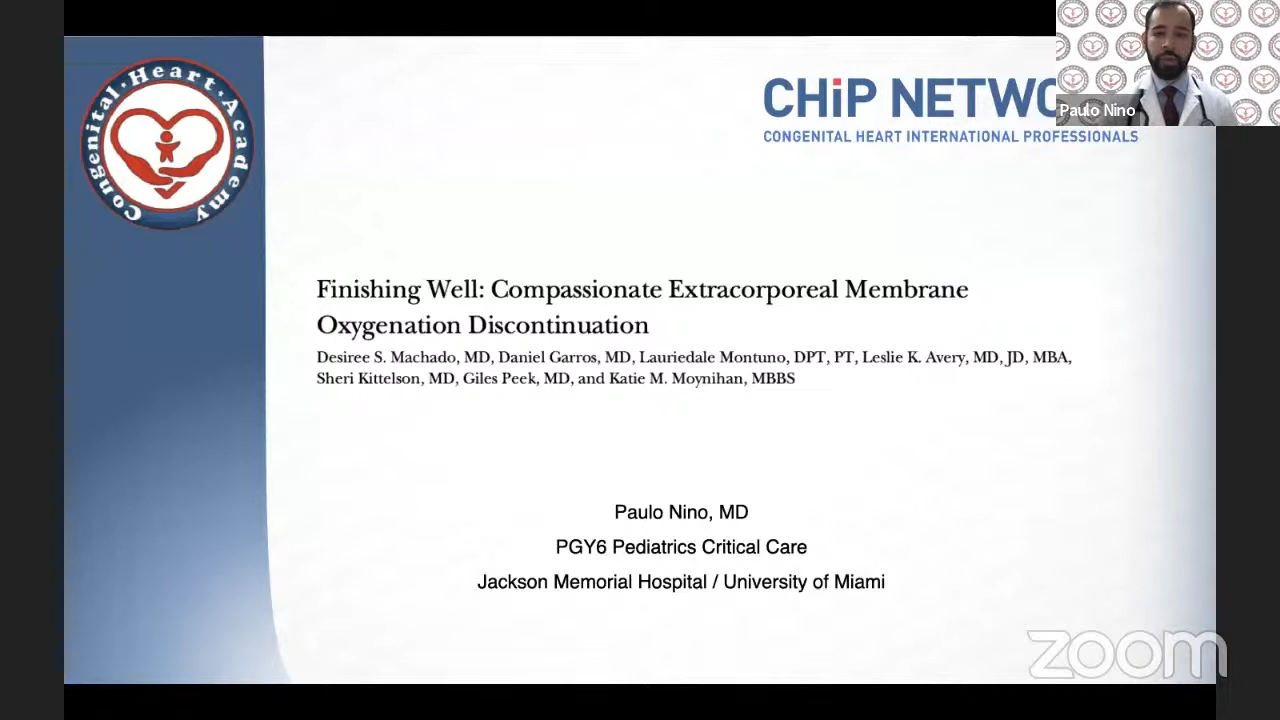 Congenital · Heart · Academy
CHiP NETWO
CONGENITAL HEART INTERNATIONAL PROFESSIONALS
Paulo Nino
Finishing Well: Compassionate Extracorporeal Membrane
Oxygenation Discontinuation
Desiree S. Machado, MD, Daniel Garros, MD, Lauriedale Montuno, DPT, PT, Leslie K. Avery, MD, JD, MBA,
Sheri Kittelson, MD, Giles Peek, MD, and Katie M. Moynihan, MBBS
Paulo Nino, MD
PGY6 Pediatrics Critical Care
Jackson Memorial Hospital / University of Miami
zoom